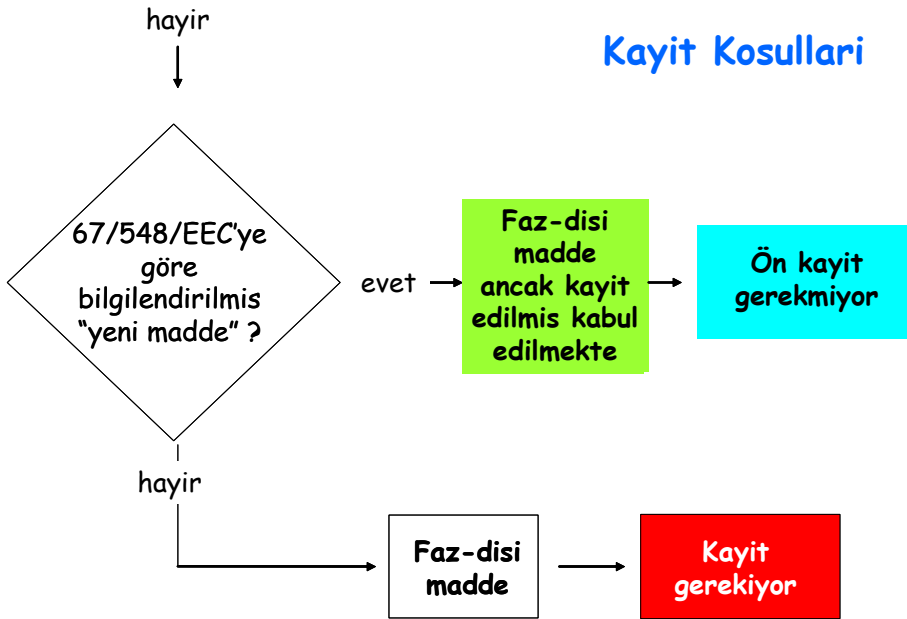 hayir
Kayit Kosullari
67/548/EEC’ye
göre
bilgilendirilmis
“yeni madde” ?
evet
Faz-disi
madde
ancak kayit
edilmis kabul
edilmekte
Ön kayit
gerekmiyor
hayir
Faz-disi
madde
Kayit
gerekiyor